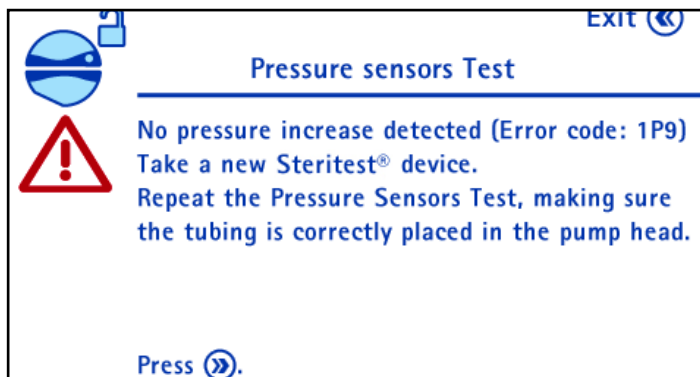 Exit
Pressure sensors Test
No pressure increase detected (Error code: 1P9)
Take a new Steritest® device.
Repeat the Pressure Sensors Test, making sure
the tubing is correctly placed in the pump head.
Press ».